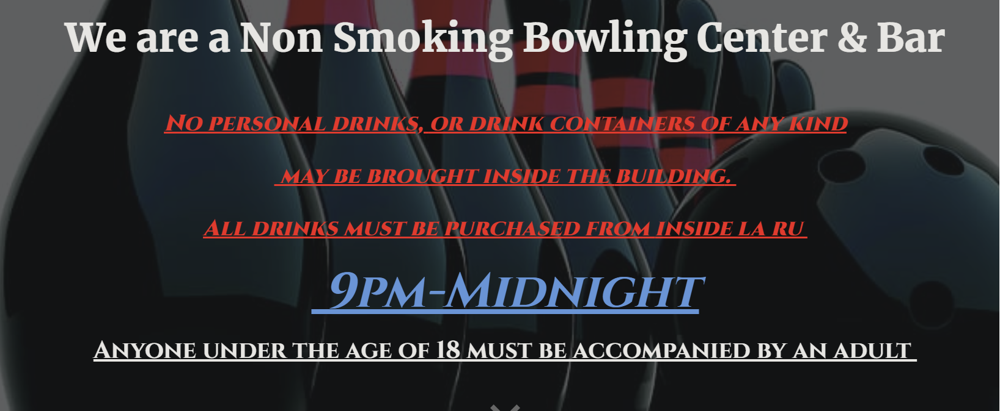 We are a Non Smoking Bowling Center & Bar
No personal drinks, or drink containers of any kind
may be brought inside the building.
All drinks must be purchased from inside La Ru
9pm-Midnight
Anyone under the age of 18 must be accompanied by an adult